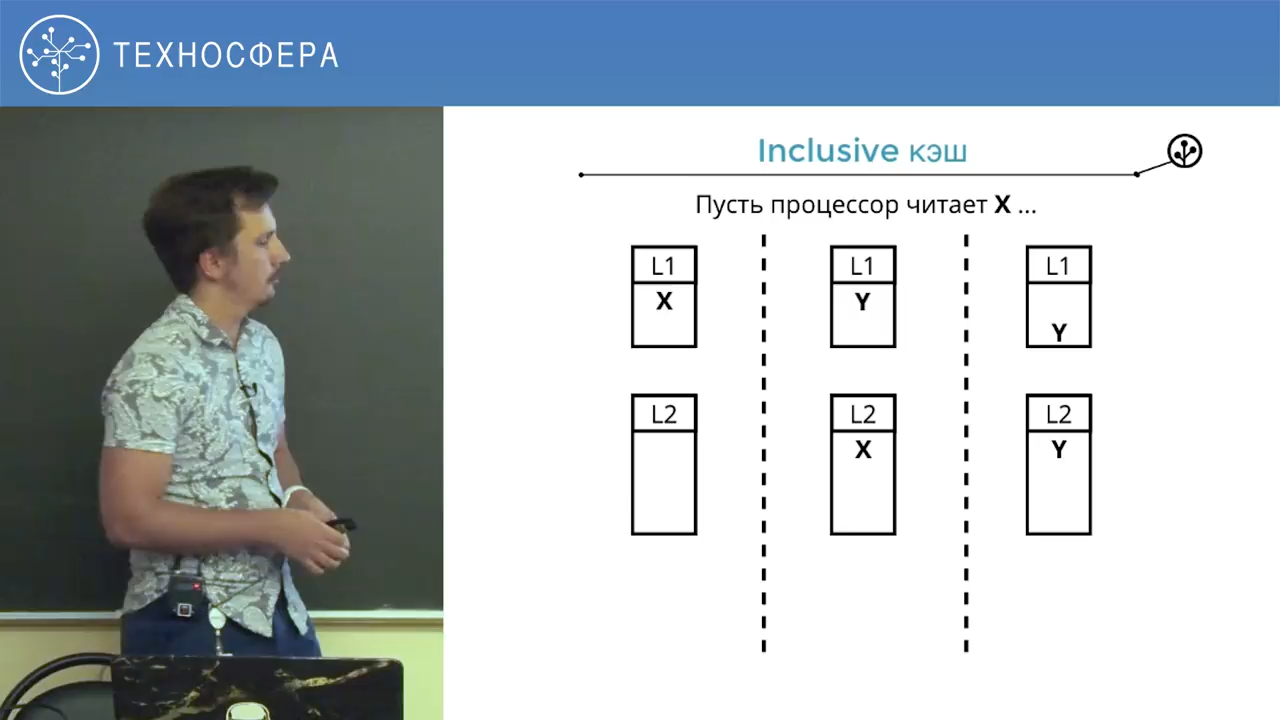 ТЕХНОСФЕРА
Inclusive кэш
Пусть процессор читает X ...
L1
X
L2
L1
Y
L2
X
L1
Y
L2
Y